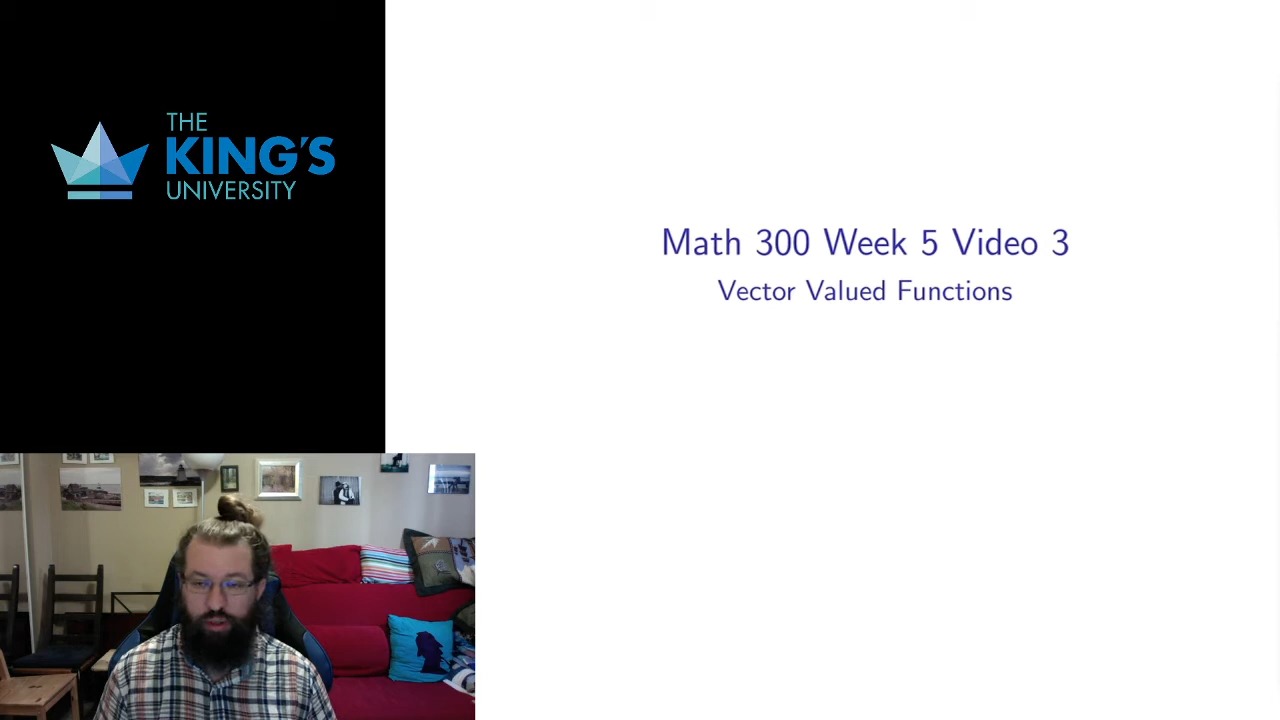 THE
KING'S
UNIVERSITY
Math 300 Week 5 Video 3
Vector Valued Functions